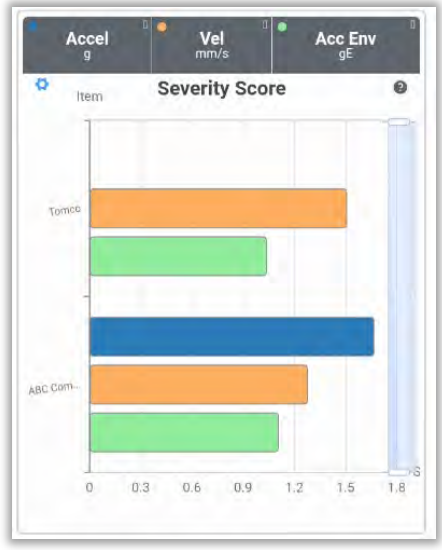 Accel Vel Acc Env
g mm/s gE
Item Severity Score ?
Tomco
ABC Com..
S
0 0.3 0.6 0.9 1.2 1.5 1.8